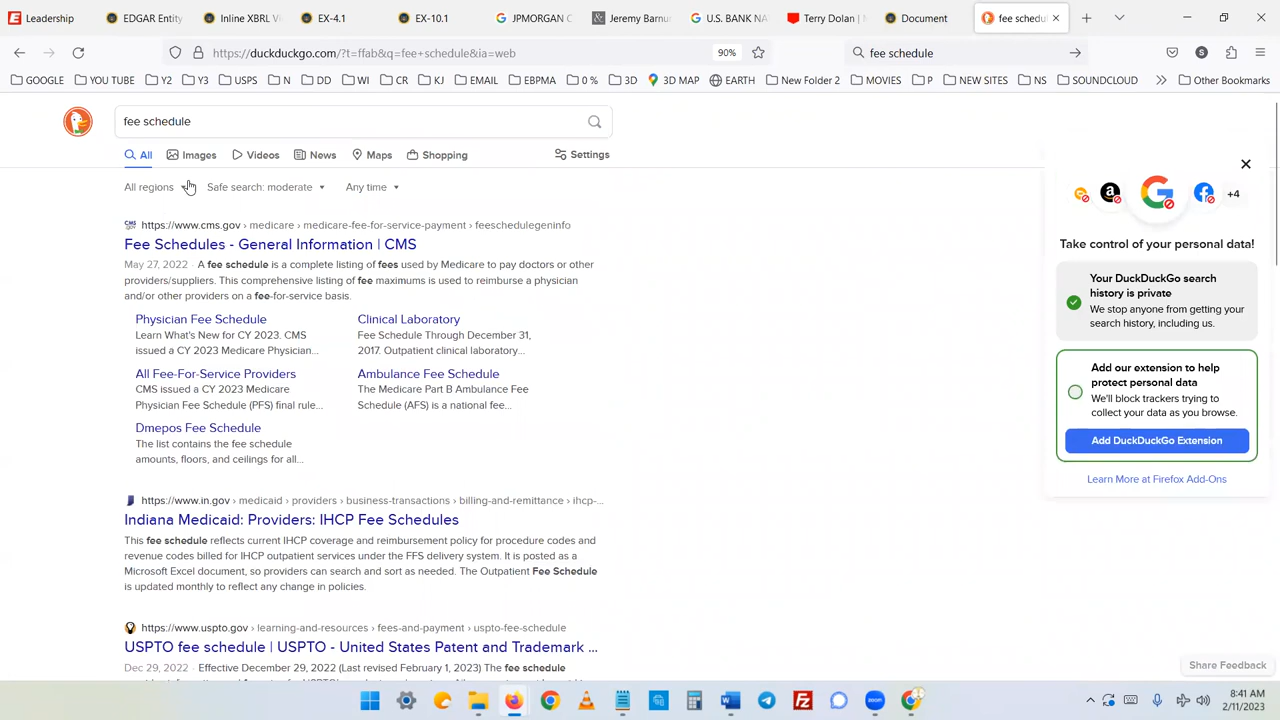 Leadership
EDGAR Entity
Inline XBRL V
EX-4.1
EX-10.1
JPMORGAN C
Jeremy Barnu
U.S. BANK NA
Terry Dolan |
Document
fee schedu
https://duckduckgo.com/?t=ffab&q=fee+schedule&ia=web
90%
fee schedule
GOOGLE
YOU TUBE
Y2
Y3
USPS
N
DD
WI
CR
KJ
EMAIL
EBPMA
0 %
3D
3D MAP
EARTH
New Folder 2
MOVIES
P
NEW SITES
NS
SOUNDCLOUD
Other Bookmarks
fee schedule
All
Images
Videos
News
Maps
Shopping
Settings
All regions
Safe search: moderate
Any time
https://www.cms.gov › medicare › medicare-fee-for-service-payment › feeschedulegeninfo
Fee Schedules - General Information | CMS
May 27, 2022 · A fee schedule is a complete listing of fees used by Medicare to pay doctors or other
providers/suppliers. This comprehensive listing of fee maximums is used to reimburse a physician
and/or other providers on a fee-for-service basis.
Physician Fee Schedule
Learn What's New for CY 2023. CMS
issued a CY 2023 Medicare Physician...
Clinical Laboratory
Fee Schedule Through December 31,
2017. Outpatient clinical laboratory...
All Fee-For-Service Providers
CMS issued a CY 2023 Medicare
Physician Fee Schedule (PFS) final rule...
Ambulance Fee Schedule
The Medicare Part B Ambulance Fee
Schedule (AFS) is a national fee...
Dmepos Fee Schedule
The list contains the fee schedule
amounts, floors, and ceilings for all...
https://www.in.gov › medicaid › providers › business-transactions › billing-and-remittance › ihcp-...
Indiana Medicaid: Providers: IHCP Fee Schedules
This fee schedule reflects current IHCP coverage and reimbursement policy for procedure codes and
revenue codes billed for IHCP outpatient services under the FFS delivery system. It is posted as a
Microsoft Excel document, so providers can search and sort as needed. The Outpatient Fee Schedule
is updated monthly to reflect any change in policies.
https://www.uspto.gov › learning-and-resources › fees-and-payment › uspto-fee-schedule
USPTO fee schedule | USPTO - United States Patent and Trademark ...
Dec 29, 2022 · Effective December 29, 2022 (Last revised February 1, 2023) The fee schedule
+4
Take control of your personal data!
Your DuckDuckGo search
history is private
We stop anyone from getting your
search history, including us.
Add our extension to help
protect personal data
We'll block trackers trying to
collect your data as you browse.
Add DuckDuckGo Extension
Learn More at Firefox Add-Ons
Share Feedback
8:41 AM
2/11/2023